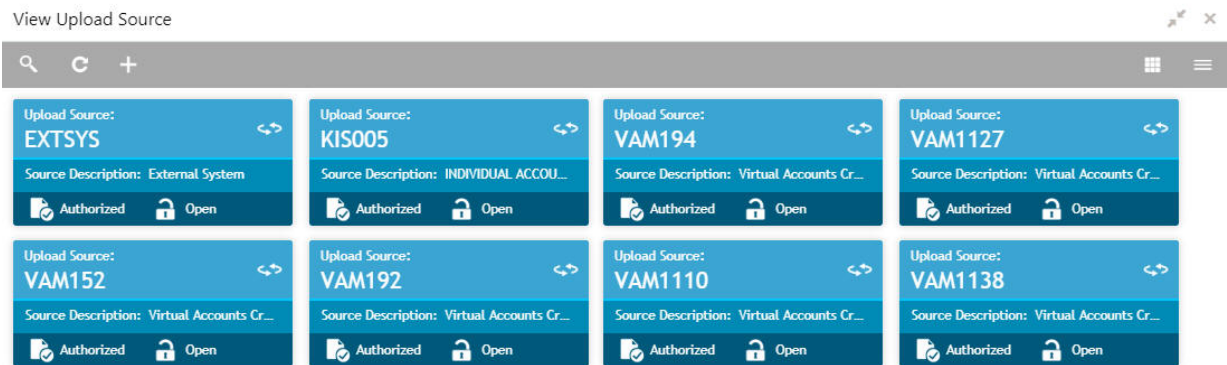 View Upload Source
Upload Source: Upload Source: Upload Source: Upload Source:
EXTSYS KIS005 VAM194 VAM1127
Source Description: External System Source Description: INDIVIDUAL ACCOU... Source Description: Virtual Accounts Cr... Source Description: Virtual Accounts Cr...
Authorized Open Authorized Open Authorized Open Authorized Open
Upload Source: Upload Source: Upload Source: Upload Source:
VAM152 VAM192 VAM1110 VAM1138
Source Description: Virtual Accounts Cr... Source Description: Virtual Accounts Cr... Source Description: Virtual Accounts Cr... Source Description: Virtual Accounts Cr...
Authorized Open Authorized Open Authorized Open Authorized Open